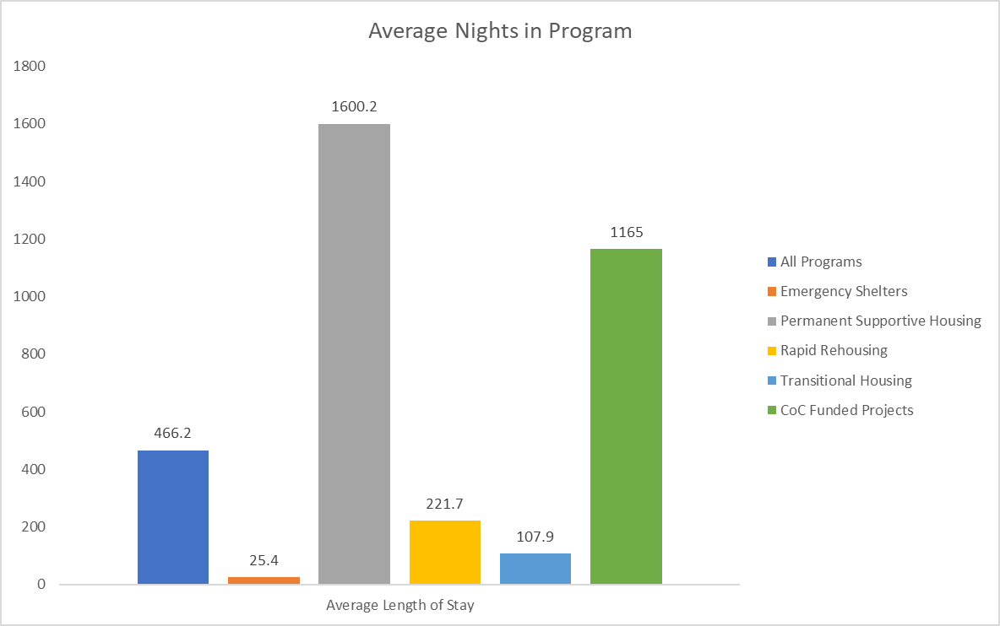 Average Nights in Program
1800
1600
1400
1200
1000
800
600
400
200
0
466.2
25.4
1600.2
221.7
107.9
1165
Average Length of Stay
All Programs
Emergency Shelters
Permanent Supportive Housing
Rapid Rehousing
Transitional Housing
CoC Funded Projects